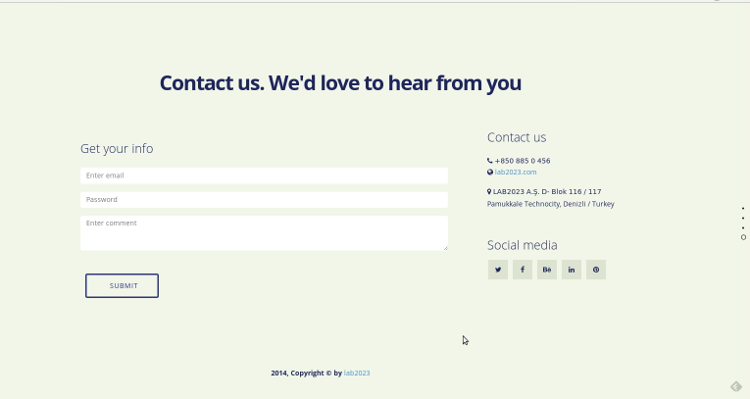 Contact us. We'd love to hear from you
Get your info
Enter email
Password
Enter comment
SUBMIT
Contact us
+850 885 0 456
lab2023.com
LAB2023 A.Ş. D- Blok 116 / 117
Pamukkale Technocity, Denizli / Turkey
Social media
Bē
in
2014, Copyright © by lab2023